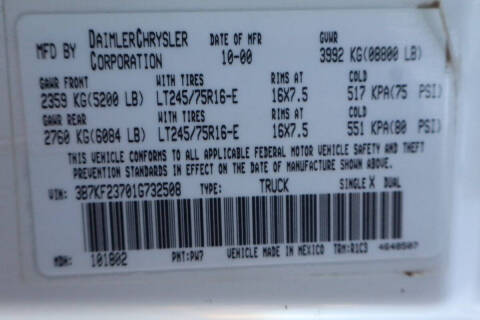 MFD BY DAIMLERCHRYSLER CORPORATION DATE OF MFR 10-00 GVWR 3992 KG(08800 LB)
GAWR FRONT WITH TIRES RIMS AT COLD
2359 KG(5200 LB) LT245/75R16-E 16X7.5 517 KPA(75 PSI)
GAWR REAR WITH TIRES RIMS AT COLD
2760 KG(6084 LB) LT245/75R16-E 16X7.5 551 KPA(80 PSI)
THIS VEHICLE CONFORMS TO ALL APPLICABLE FEDERAL MOTOR VEHICLE SAFETY AND THEFT
PREVENTION STANDARDS IN EFFECT ON THE DATE OF MANUFACTURE SHOWN ABOVE.
VIN: 3B7KF23701G732508 TYPE: TRUCK SINGLE X DUAL
MDH: 101802 PNT:PW7 VEHICLE MADE IN MEXICO TRM:R1C3 4648507